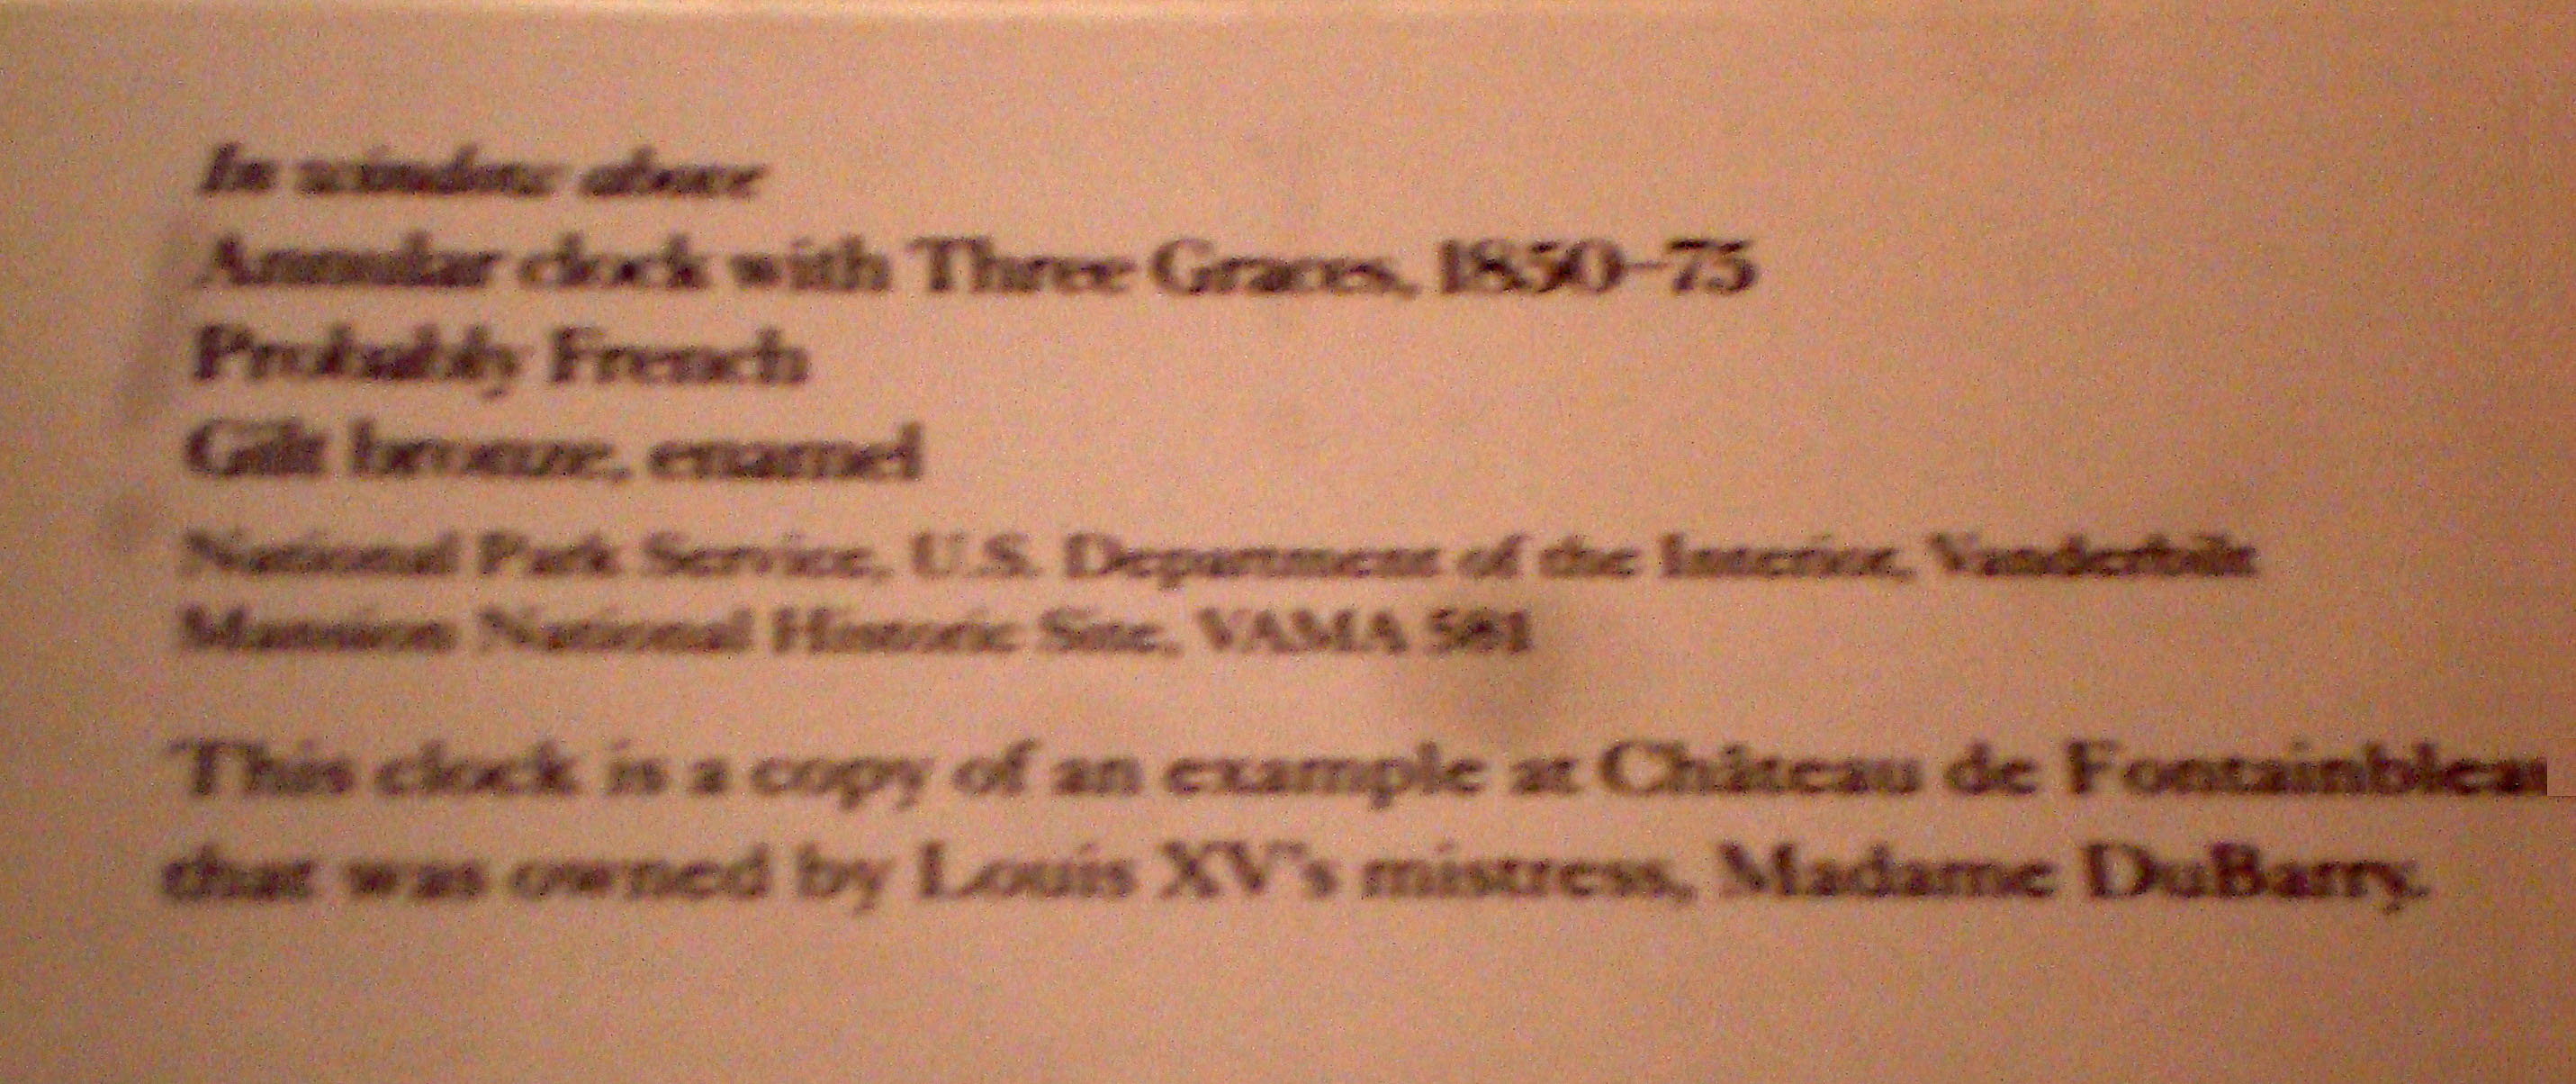 In window above
Annular clock with Three Graces, 1850–75
Probably French
Gilt bronze, enamel
National Park Service, U.S. Department of the Interior, Vanderbilt
Mansion National Historic Site, VAMA 581
This clock is a copy of an example at Château de Fontainbleau
that was owned by Louis XV's mistress, Madame DuBarry.